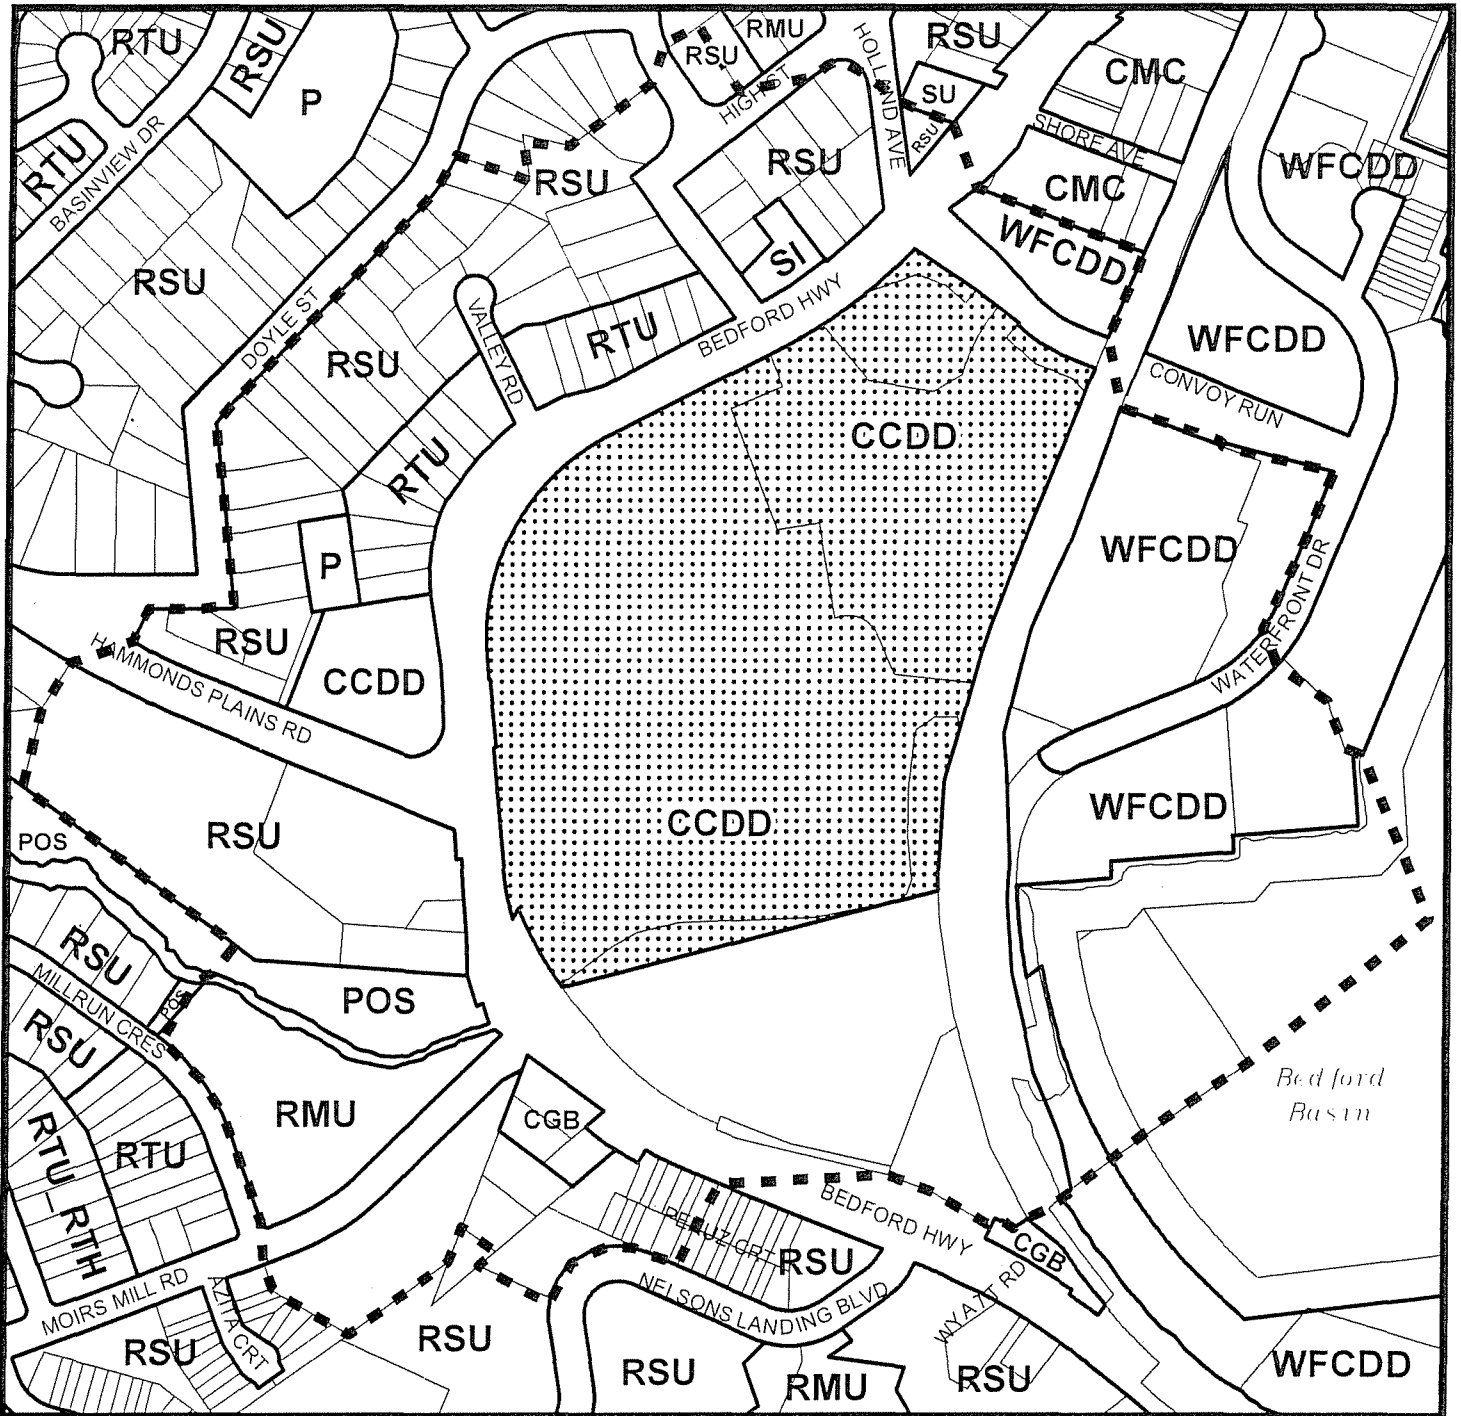 RTU
RSU
P
RTU
BASINVIEW DR
RSU
RMU
HIGH ST
HOLLAND AVE
RSU
SU
RSU
CMC
SHORE AVE
CMC
WFCDD
WFCDD
RSU
RSU
SI
RSU
DOYLE ST
RSU
VALLEY RD
RTU
BEDFORD HWY
WFCDD
CONVOY RUN
CCDD
RTU
P
WFCDD
RSU
CCDD
HAMMONDS PLAINS RD
WATERFRONT DR
WFCDD
CCDD
RSU
POS
RSU
MILLRUN CRES
POS
POS
RSU
RMU
CGB
RTU
RTU_RTH
Bedford
Basin
PERUZ CRT
RSU
BEDFORD HWY
CGB
WYATT RD
NELSONS LANDING BLVD
MOIRS MILL RD
AZITA CRT
RSU
RSU
RSU
RMU
RSU
WFCDD